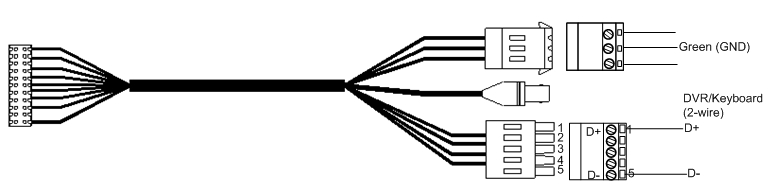 Green (GND)
DVR/Keyboard
(2-wire)
1
2
3
4
5
D+
1
D+
D-
5
D-